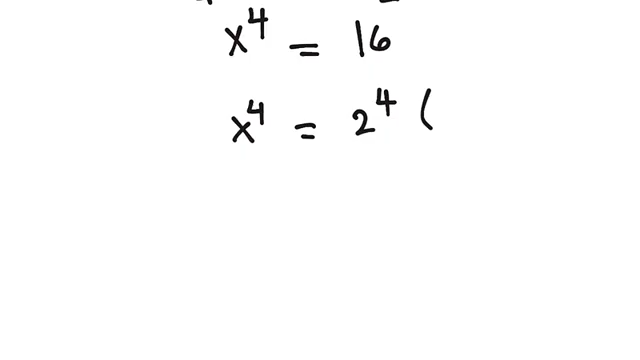 x⁴ = 16
x⁴ = 2⁴ (